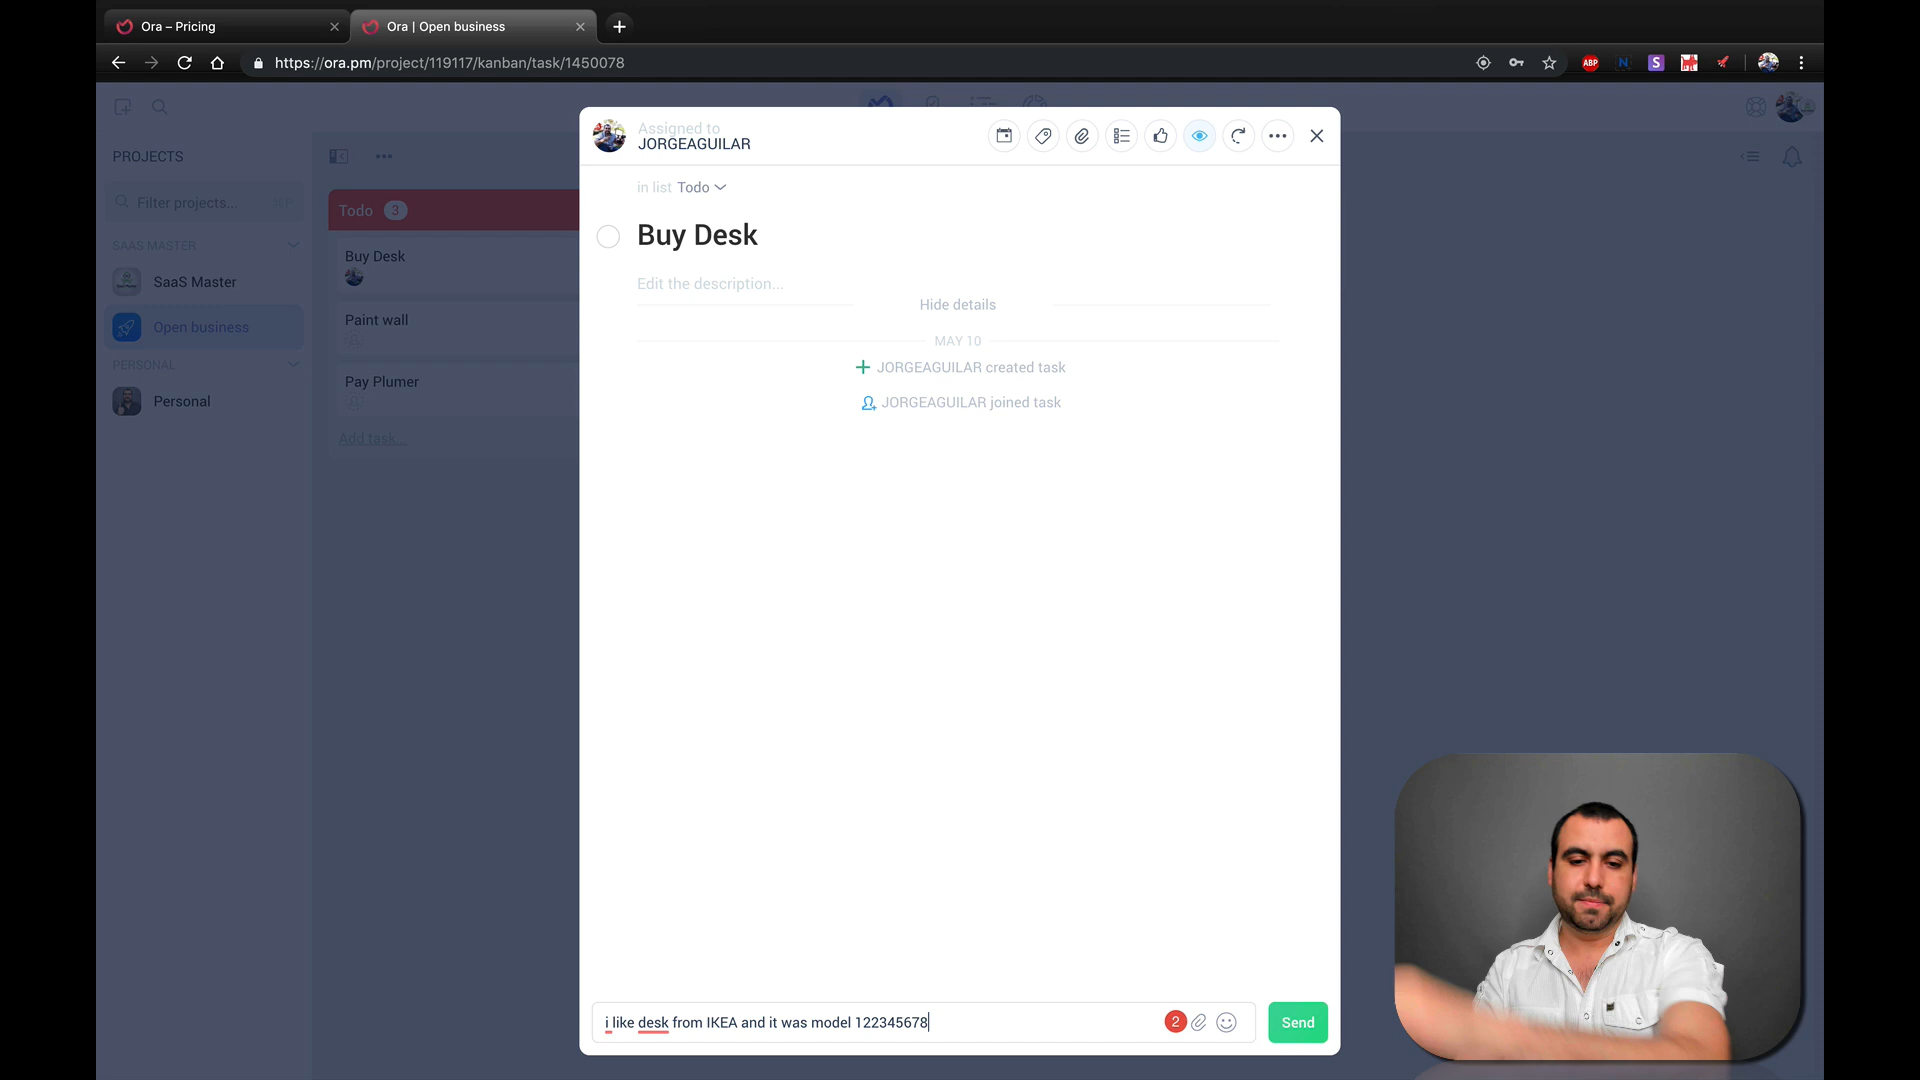 Ora – Pricing
Ora | Open business
https://ora.pm/project/119117/kanban/task/1450078
ABP
N
S
PROJECTS
Filter projects...
SAAS MASTER
SaaS Master
Open business
PERSONAL
Personal
Todo 3
Buy Desk
Paint wall
Pay Plumer
Add task...
Assigned to
JORGEAGUILAR
in list Todo
Buy Desk
Edit the description...
Hide details
MAY 10
JORGEAGUILAR created task
JORGEAGUILAR joined task
i like desk from IKEA and it was model 122345678
2
Send